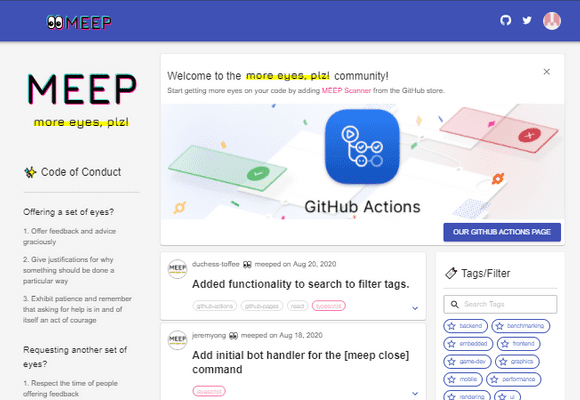 MEEP
MEEP
more eyes, plz!
Code of Conduct
Offering a set of eyes?
1. Offer feedback and advice
graciously
2. Give justifications for why
something should be done a
particular way
3. Exhibit patience and remember
that asking for help is in and of
itself an act of courage
Requesting another set of
eyes?
1. Respect the time of people
offering feedback
Welcome to the more eyes, plz! community!
Start getting more eyes on your code by adding MEEP Scanner from the GitHub store.
GitHub Actions
OUR GITHUB ACTIONS PAGE
MEEP
duchess-toffee meeped on Aug 20, 2020
Added functionality to search to filter tags.
github-actions github-pages react typescript
MEEP
jeremyong meeped on Aug 18, 2020
Add initial bot handler for the [meep close]
command
javascript
Tags/Filter
Search Tags
backend benchmarking
embedded frontend
game-dev graphics
mobile performance
rendering ui